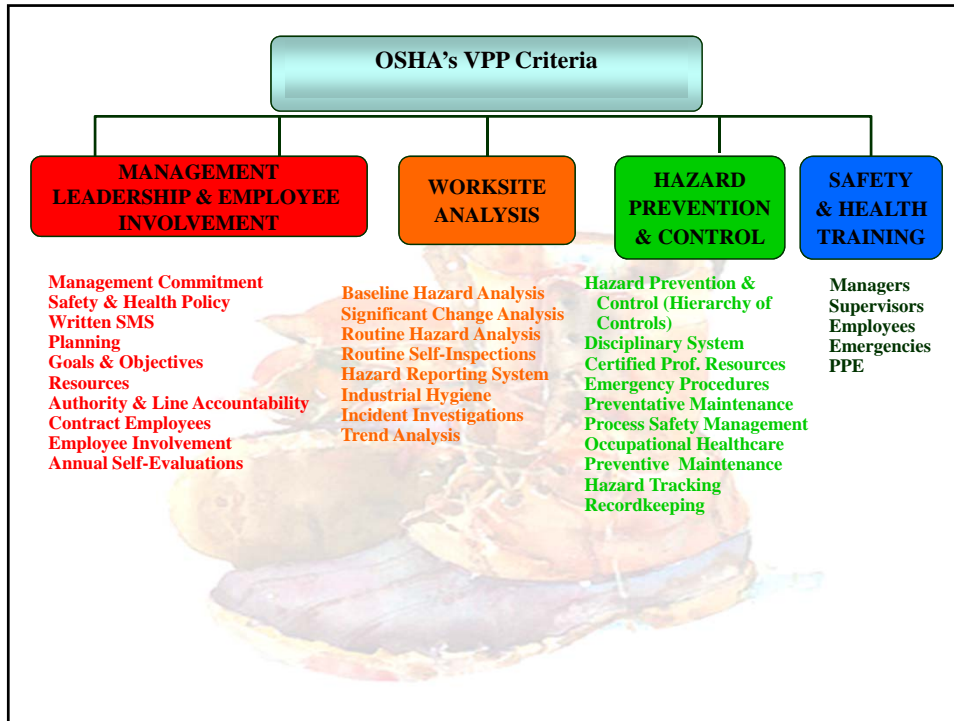 OSHA's VPP Criteria
MANAGEMENT
LEADERSHIP & EMPLOYEE
INVOLVEMENT
Management Commitment
Safety & Health Policy
Written SMS
Planning
Goals & Objectives
Resources
Authority & Line Accountability
Contract Employees
Employee Involvement
Annual Self-Evaluations
WORKSITE
ANALYSIS
Baseline Hazard Analysis
Significant Change Analysis
Routine Hazard Analysis
Routine Self-Inspections
Hazard Reporting System
Industrial Hygiene
Incident Investigations
Trend Analysis
HAZARD
PREVENTION
& CONTROL
Hazard Prevention &
Control (Hierarchy of
Controls)
Disciplinary System
Certified Prof. Resources
Emergency Procedures
Preventative Maintenance
Process Safety Management
Occupational Healthcare
Preventive Maintenance
Hazard Tracking
Recordkeeping
SAFETY
& HEALTH
TRAINING
Managers
Supervisors
Employees
Emergencies
PPE